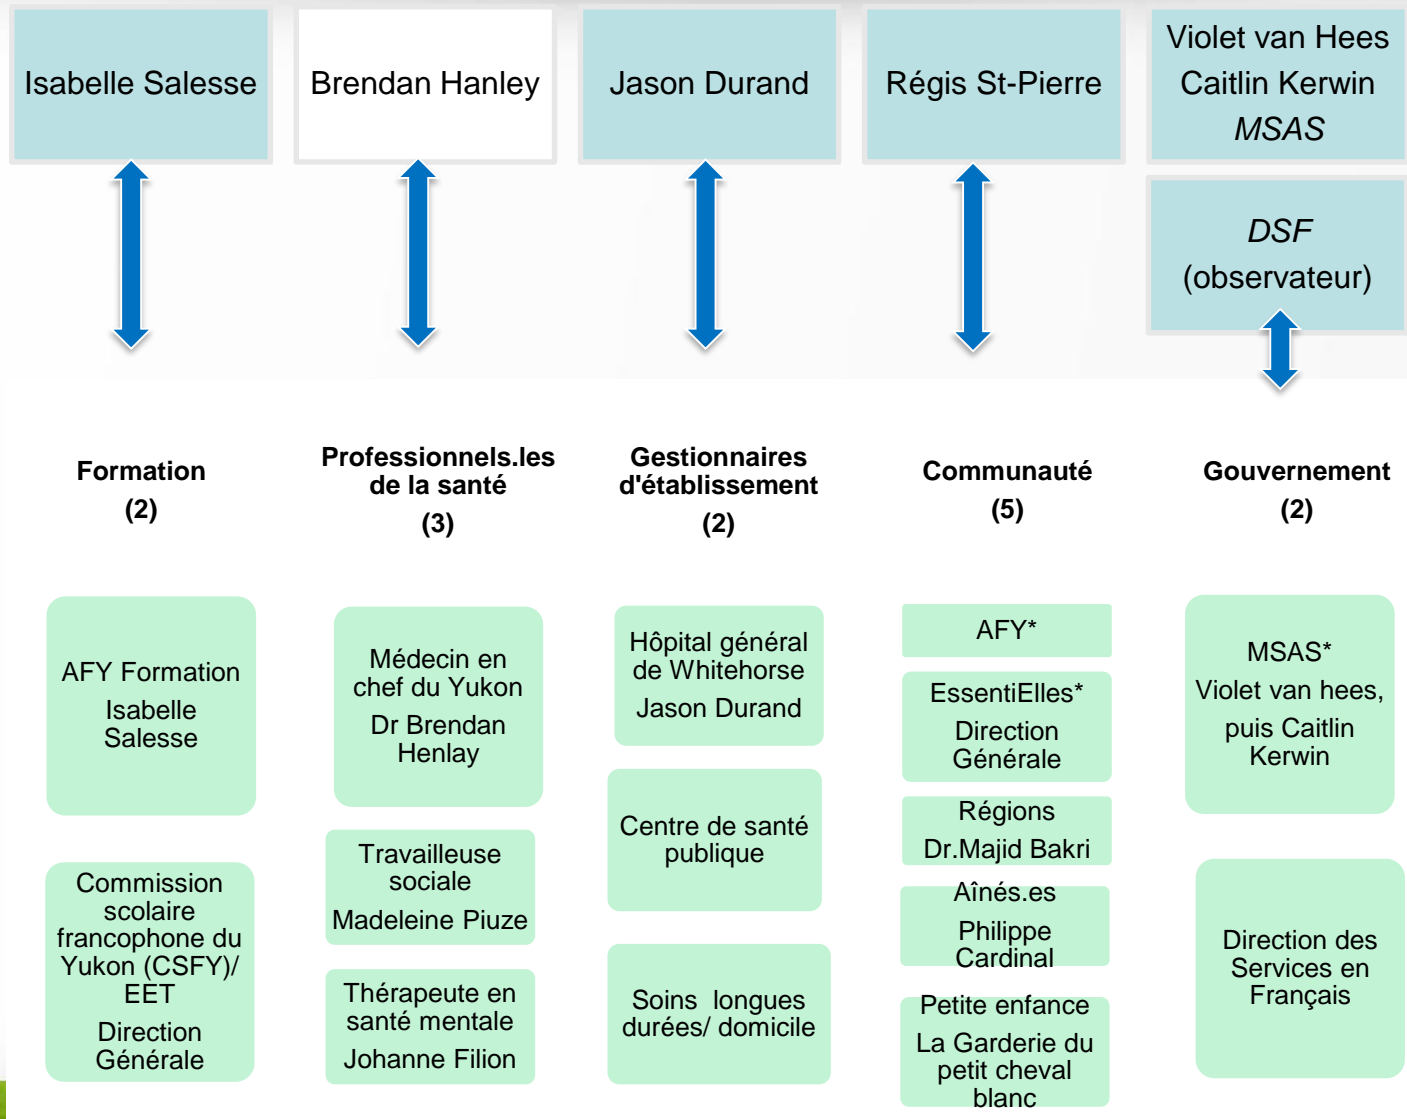 Isabelle Salesse
Brendan Hanley
Jason Durand
Régis St-Pierre
Violet van Hees
Caitlin Kerwin
MSAS
DSF
(observateur)
Formation
(2)
Professionnels.les
de la santé
(3)
Gestionnaires
d'établissement
(2)
Communauté
(5)
Gouvernement
(2)
AFY Formation
Isabelle
Salesse
Commission
scolaire
francophone du
Yukon (CSFY)/
EET
Direction
Générale
Médecin en
chef du Yukon
Dr Brendan
Henlay
Travailleuse
sociale
Madeleine Piuze
Thérapeute en
santé mentale
Johanne Filion
Hôpital général
de Whitehorse
Jason Durand
Centre de santé
publique
Soins longues
durées/ domicile
AFY*
EssentiElles*
Direction
Générale
Régions
Dr.Majid Bakri
Aînés.es
Philippe
Cardinal
Petite enfance
La Garderie du
petit cheval
blanc
MSAS*
Violet van hees,
puis Caitlin
Kerwin
Direction des
Services en
Français